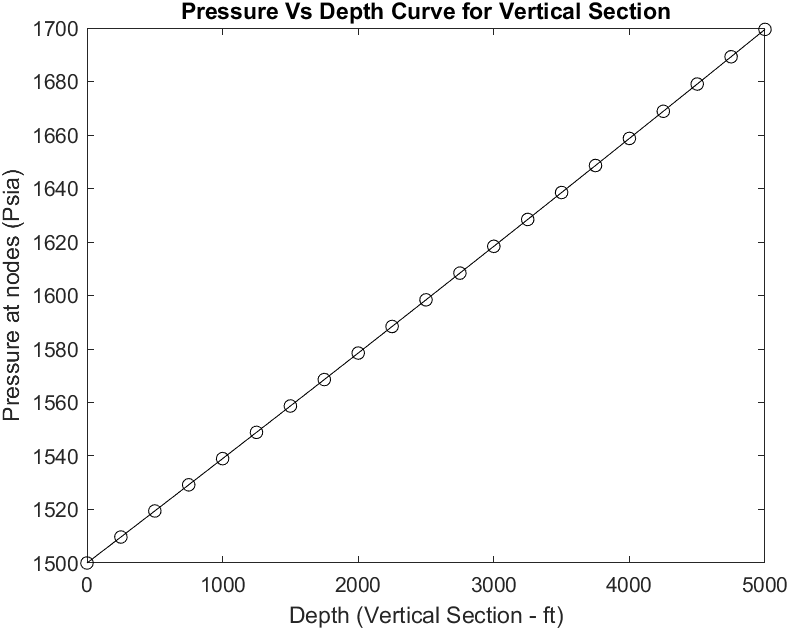 Pressure Vs Depth Curve for Vertical Section
1700
1680
1660
1640
1620
1600
1580
1560
1540
1520
1500
Pressure at nodes (Psia)
0 1000 2000 3000 4000 5000
Depth (Vertical Section - ft)